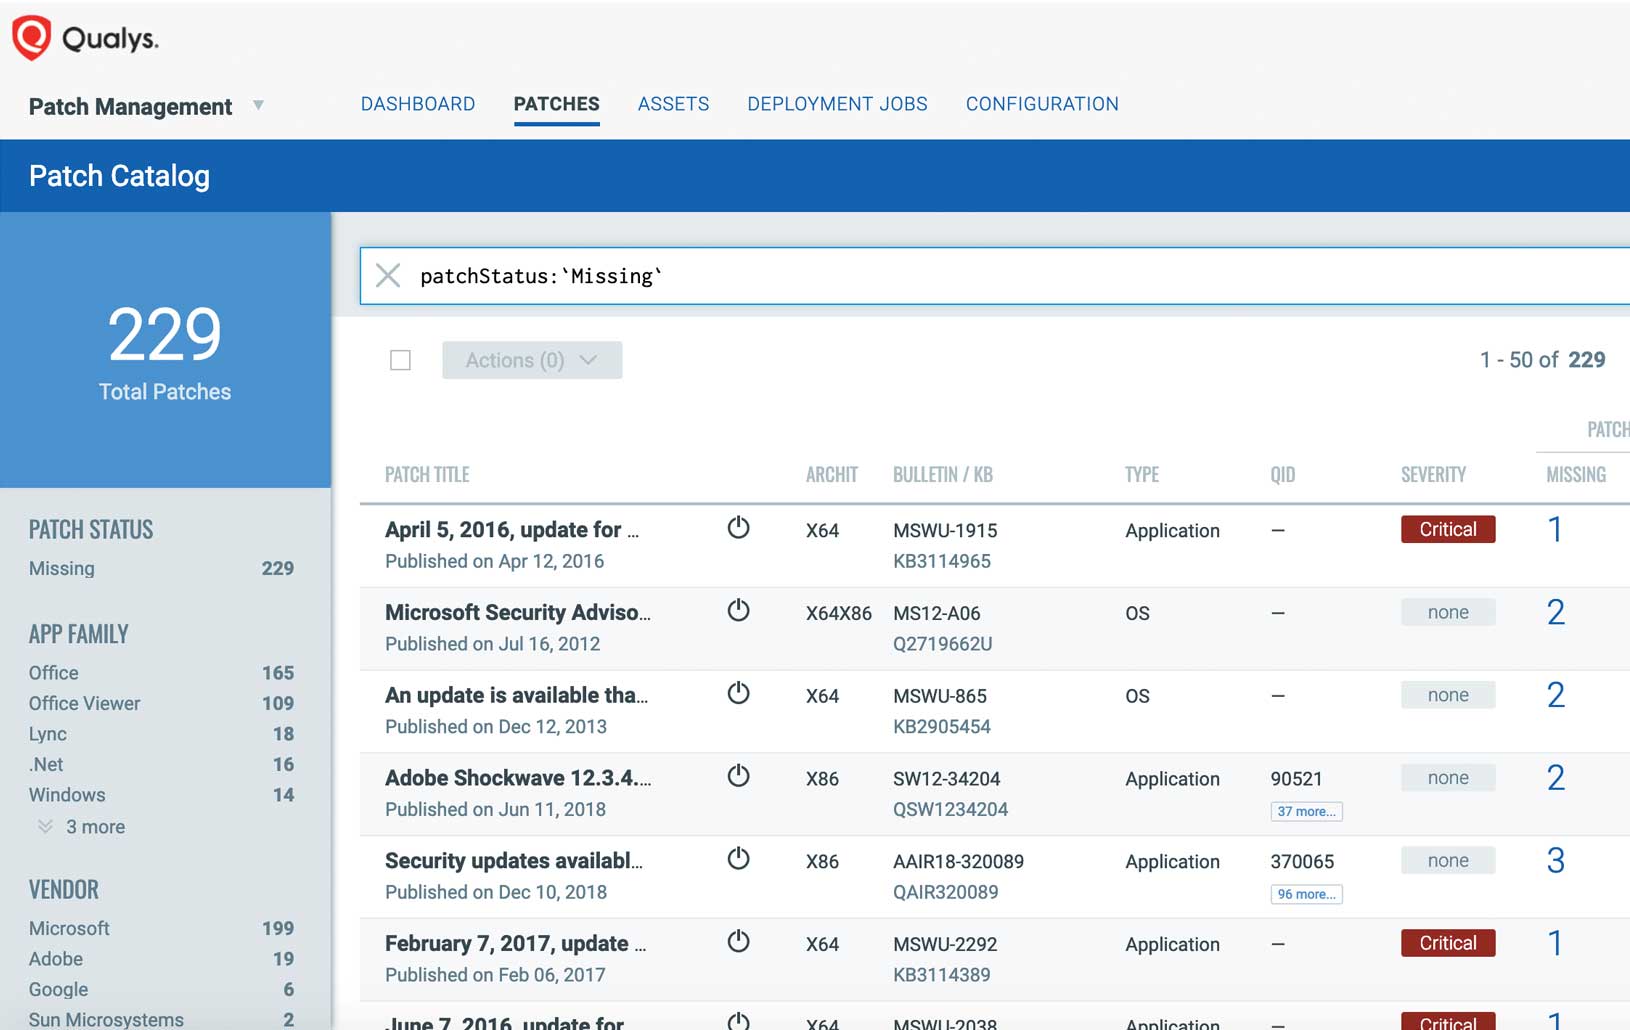 Qualys.
Patch Management
DASHBOARD PATCHES ASSETS DEPLOYMENT JOBS CONFIGURATION
Patch Catalog
229
Total Patches
patchStatus:`Missing`
Actions (0)
1 - 50 of 229
PATCH STATUS
Missing 229
APP FAMILY
Office 165
Office Viewer 109
Lync 18
.Net 16
Windows 14
3 more
VENDOR
Microsoft 199
Adobe 19
Google 6
Sun Microsystems 2
PATCH
PATCH TITLE ARCHIT BULLETIN / KB TYPE QID SEVERITY MISSING
April 5, 2016, update for ... X64 MSWU-1915 Application — Critical 1
Published on Apr 12, 2016 KB3114965
Microsoft Security Adviso... X64X86 MS12-A06 OS — none 2
Published on Jul 16, 2012 Q2719662U
An update is available tha... X64 MSWU-865 OS — none 2
Published on Dec 12, 2013 KB2905454
Adobe Shockwave 12.3.4.... X86 SW12-34204 Application 90521 none 2
Published on Jun 11, 2018 QSW1234204 37 more...
Security updates availabl... X86 AAIR18-320089 Application 370065 none 3
Published on Dec 10, 2018 QAIR320089 96 more...
February 7, 2017, update ... X64 MSWU-2292 Application — Critical 1
Published on Feb 06, 2017 KB3114389
June 7, 2016, update for X64 MSWU-2038 Application — Critical 1